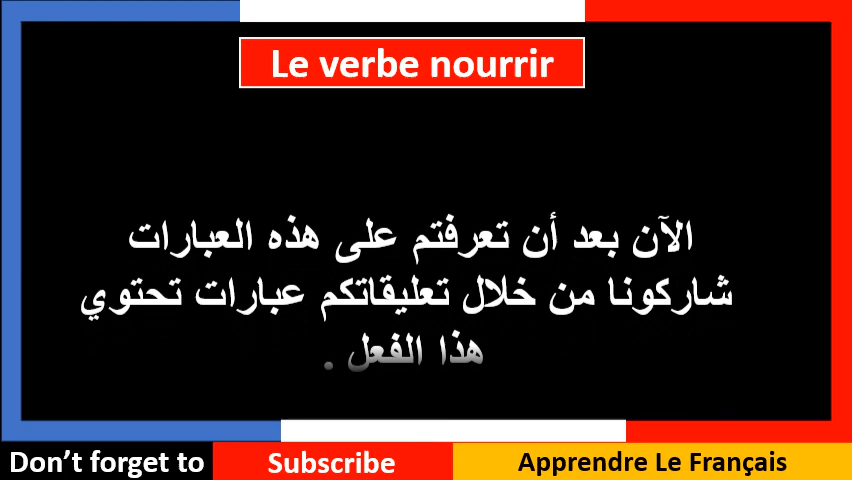 Le verbe nourrir
الآن بعد أن تعرفتم على هذه العبارات
شاركونا من خلال تعليقاتكم عبارات تحتوي
هذا الفعل .
Don’t forget to Subscribe Apprendre Le Français